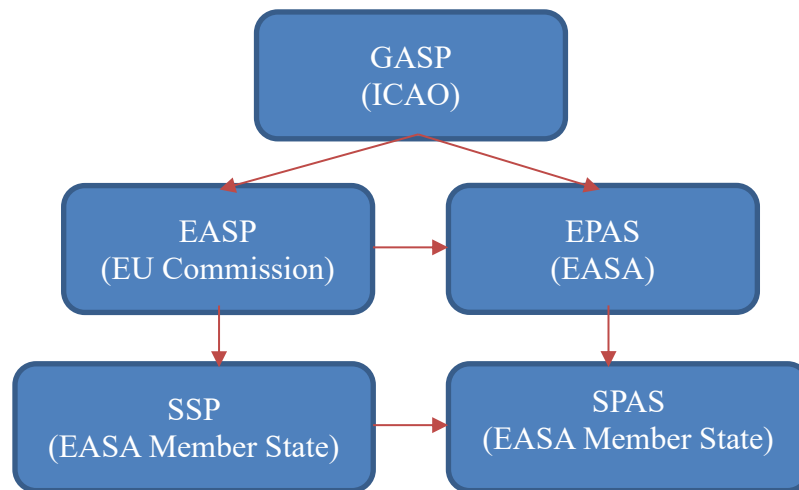 GASP
(ICAO)
EASP
(EU Commission)
EPAS
(EASA)
SSP
(EASA Member State)
SPAS
(EASA Member State)